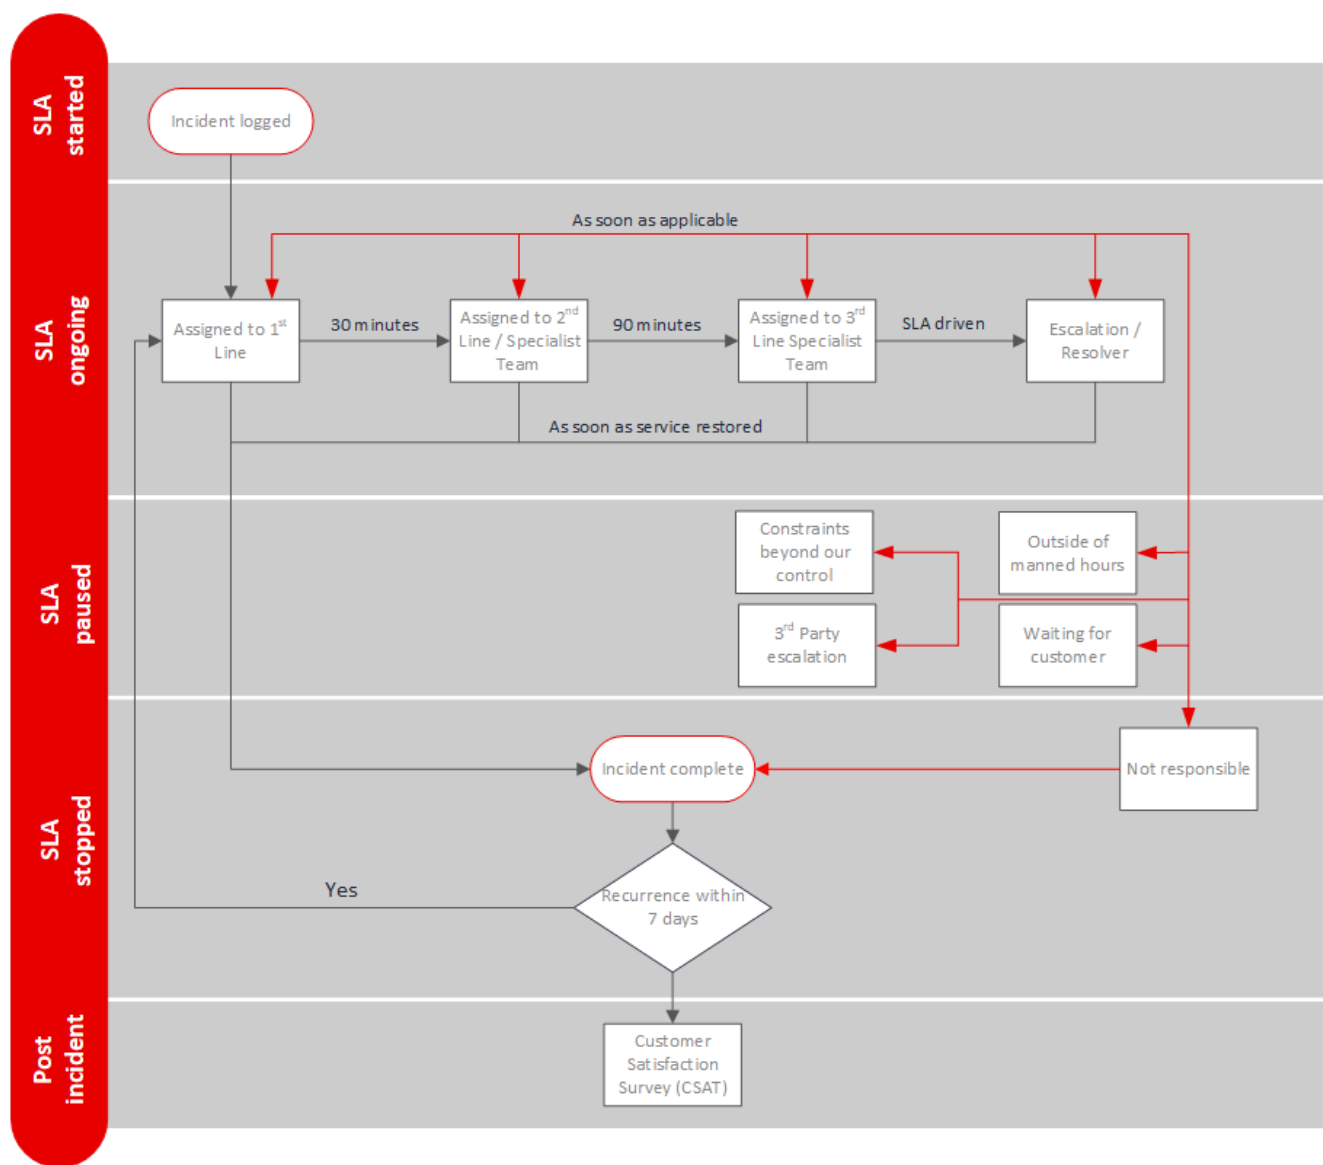 SLA
started
Incident logged
SLA
ongoing
As soon as applicable
Assigned to 1st
Line
30 minutes
Assigned to 2nd
Line / Specialist
Team
90 minutes
Assigned to 3rd
Line Specialist
Team
SLA driven
Escalation /
Resolver
As soon as service restored
SLA
paused
Constraints
beyond our
control
Outside of
manned hours
3rd Party
escalation
Waiting for
customer
SLA
stopped
Incident complete
Not responsible
Yes
Recurrence within
7 days
Post
incident
Customer
Satisfaction
Survey (CSAT)